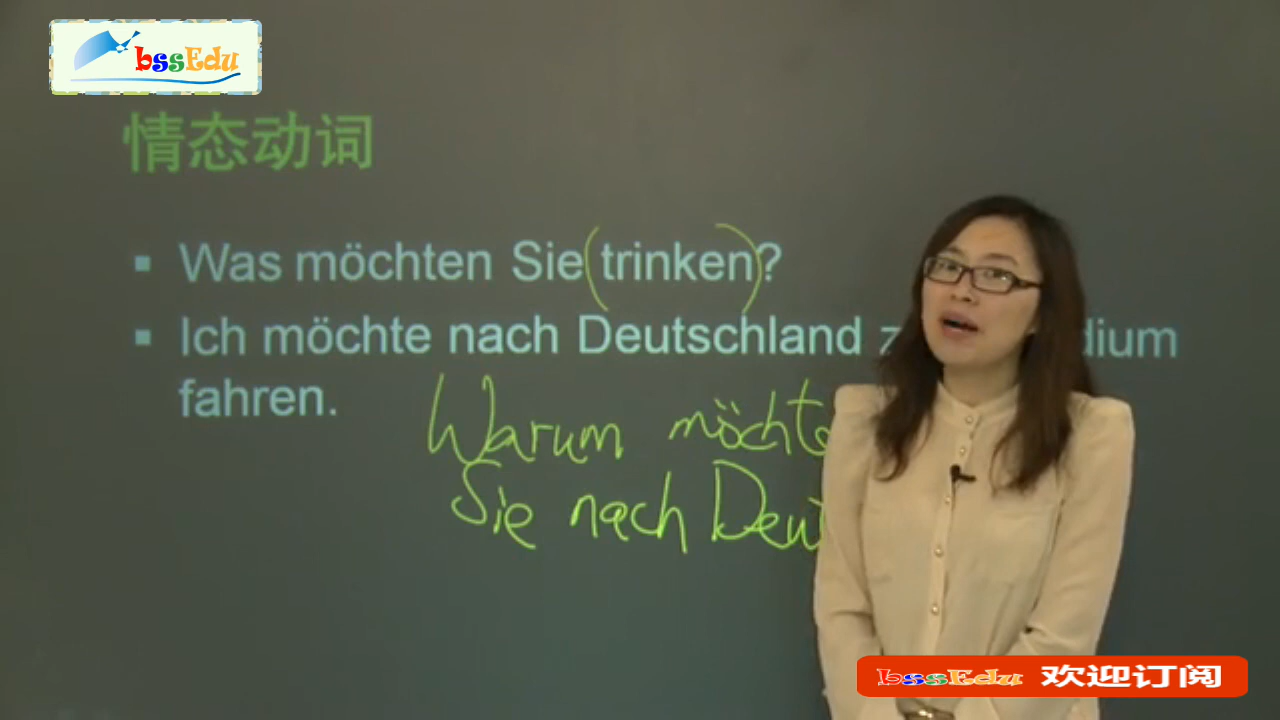 bssEdu
情态动词
Was möchten Sie (trinken)?
Ich möchte nach Deutschland
fahren.
Warum möchte
Sie nach
bssEdu 欢迎订阅